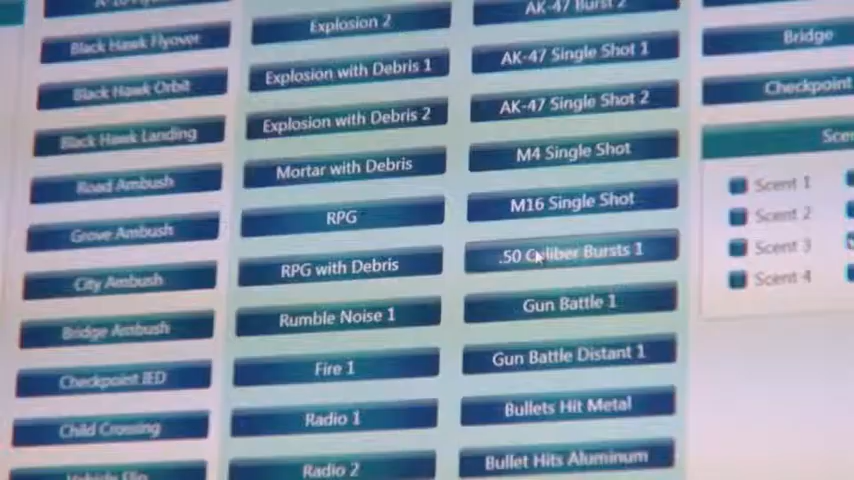 Black Hawk Flyover
Black Hawk Orbit
Black Hawk Landing
Road Ambush
Grove Ambush
City Ambush
Bridge Ambush
Checkpoint IED
Child Crossing
Explosion 2
Explosion with Debris 1
Explosion with Debris 2
Mortar with Debris
RPG
RPG with Debris
Rumble Noise 1
Fire 1
Radio 1
Radio 2
AK-47 Burst 2
AK-47 Single Shot 1
AK-47 Single Shot 2
M4 Single Shot
M16 Single Shot
.50 Caliber Bursts 1
Gun Battle 1
Gun Battle Distant 1
Bullets Hit Metal
Bullet Hits Aluminum
Bridge
Checkpoint
Scent 1
Scent 2
Scent 3
Scent 4